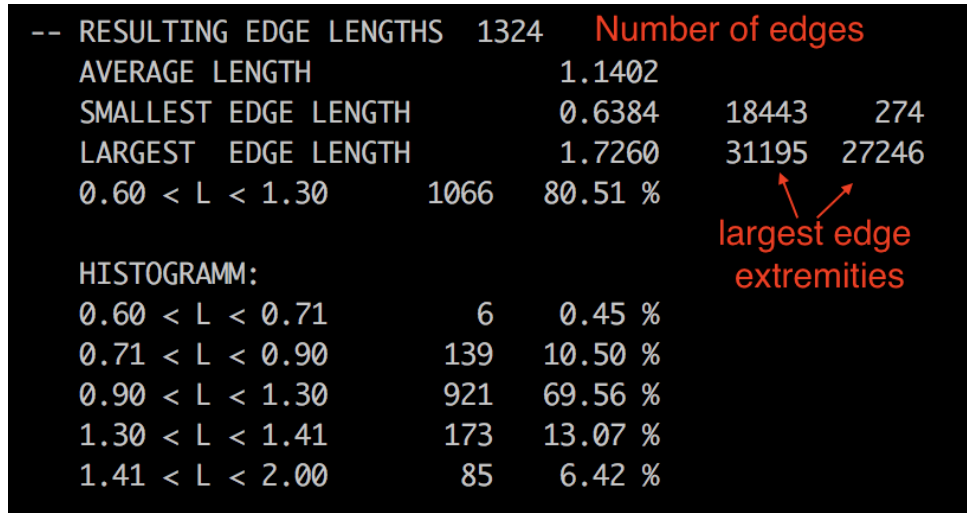 -- RESULTING EDGE LENGTHS 1324 Number of edges
AVERAGE LENGTH 1.1402
SMALLEST EDGE LENGTH 0.6384 18443 274
LARGEST EDGE LENGTH 1.7260 31195 27246
0.60 < L < 1.30 1066 80.51 %
largest edge
extremities
HISTOGRAMM:
0.60 < L < 0.71 6 0.45 %
0.71 < L < 0.90 139 10.50 %
0.90 < L < 1.30 921 69.56 %
1.30 < L < 1.41 173 13.07 %
1.41 < L < 2.00 85 6.42 %